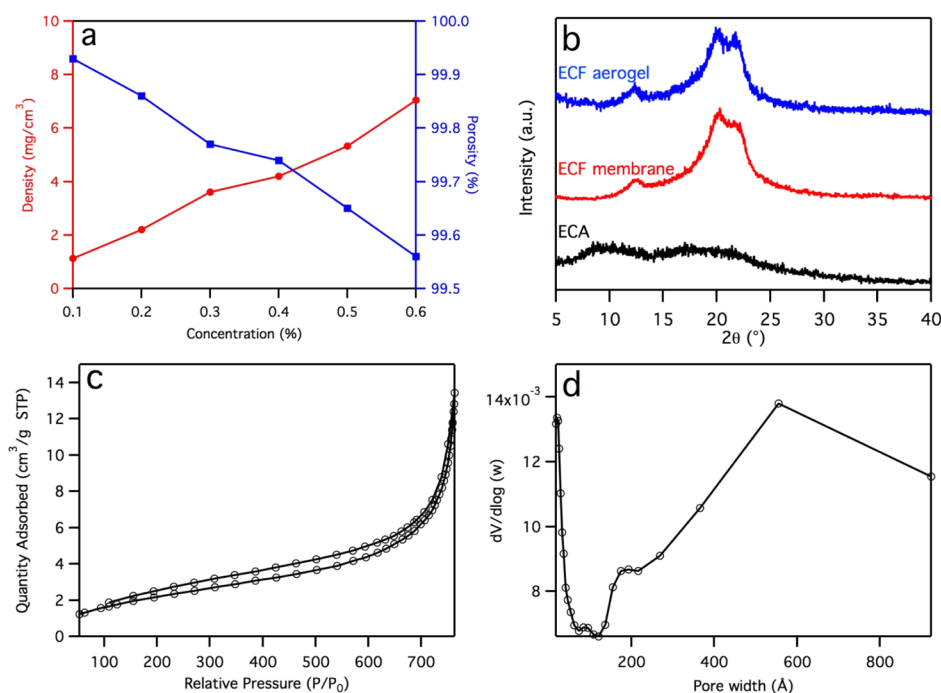 a
10
8
6
4
2
0
Density (mg/cm3)
100.0
99.9
99.8
99.7
99.6
99.5
Porosity (%)
0.1 0.2 0.3 0.4 0.5 0.6
Concentration (%)
b
ECF aerogel
ECF membrane
ECA
Intensity (a.u.)
5 10 15 20 25 30 35 40
2θ (°)
c
14
12
10
8
6
4
2
0
Quantity Adsorbed (cm3/g STP)
100 200 300 400 500 600 700
Relative Pressure (P/P0)
d
14x10-3
12
10
8
dV/dlog (w)
200 400 600 800
Pore width (Å)